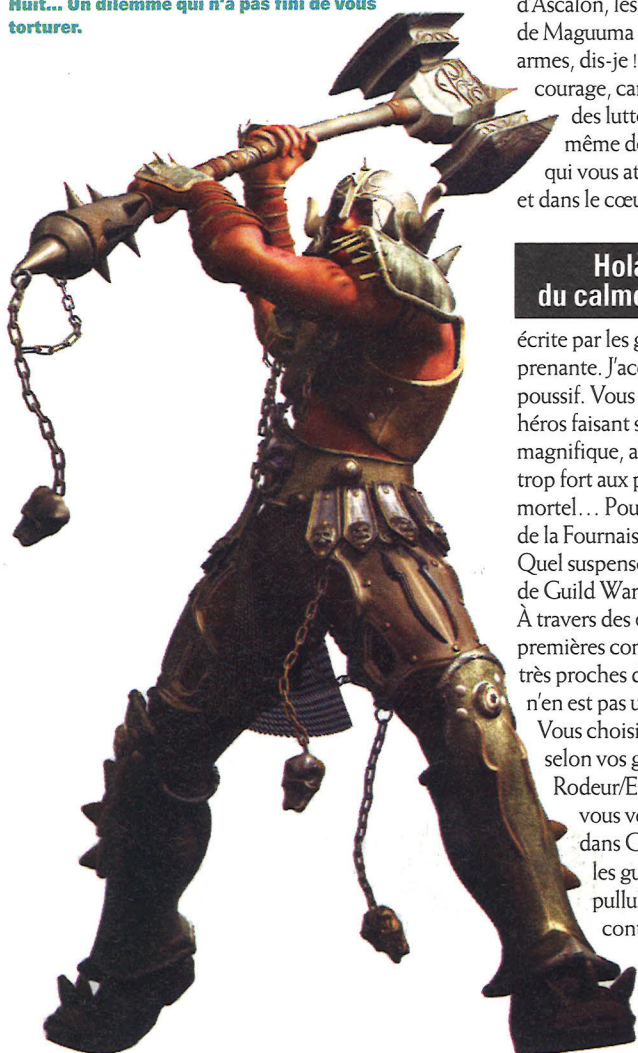 Huit... Un dilemme qui n'a pas fini de vous
torturer.
d'Ascalon, les
de Maguuma
armes, dis-je !
courage, car
des lutte
même de
qui vous at
et dans le cœu
Hola
du calme
écrite par les g
prenante. J'acc
poussif. Vous
héros faisant s
magnifique, a
trop fort aux p
mortel... Pou
de la Fournais
Quel suspense
de Guild War
À travers des
premières con
très proches d
n'en est pas u
Vous choisi
selon vos g
Rodeur/E
vous ve
dans G
les gu
pullu
con